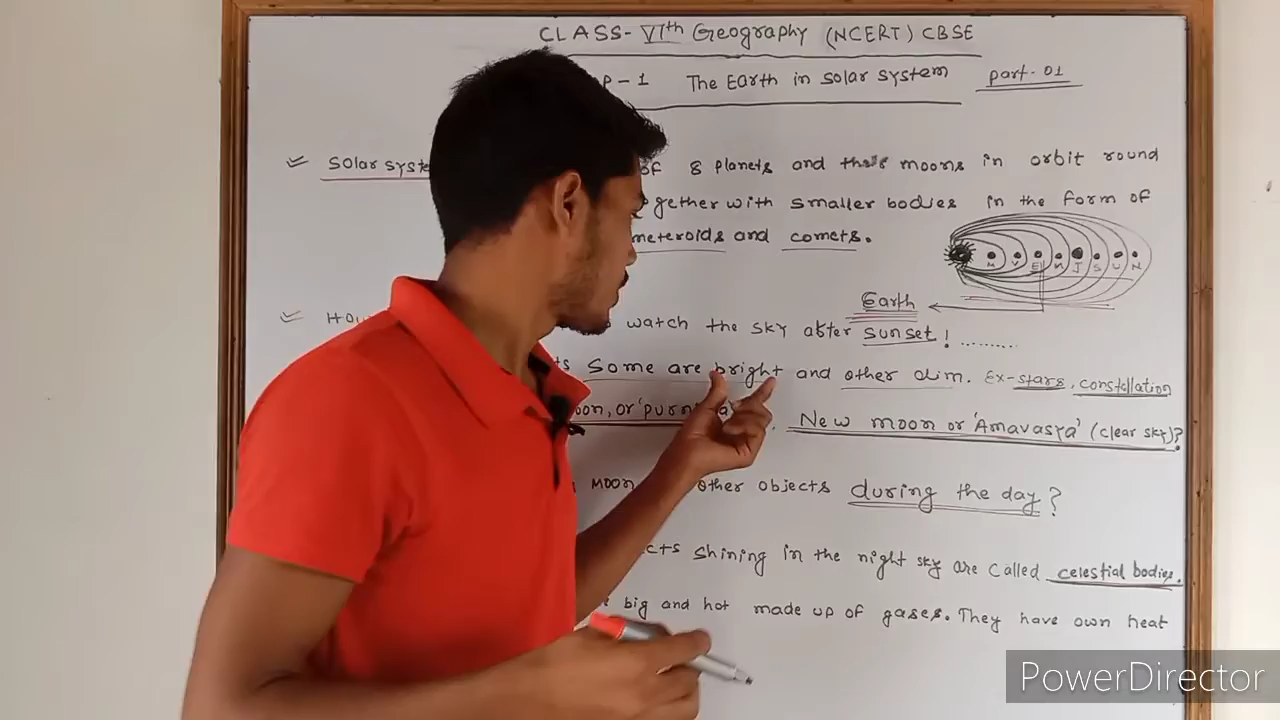 CLASS- VIth Geography (NCERT) CBSE
P-1 The Earth in solar system part-01
solar syste of 8 planets and their moons in orbit round
gether with smaller bodies in the form of
meteroids and comets.
M V E M J S U N
Earth
How watch the sky after sunset! ..........
ts Some are bright and other dim. Ex-stars, constellation
oon, or 'purn New moon or 'Amavasya' (clear sky)?
moon other objects during the day?
cts shining in the night sky are called celestial bodies.
big and hot made up of gases. They have own heat
PowerDirector